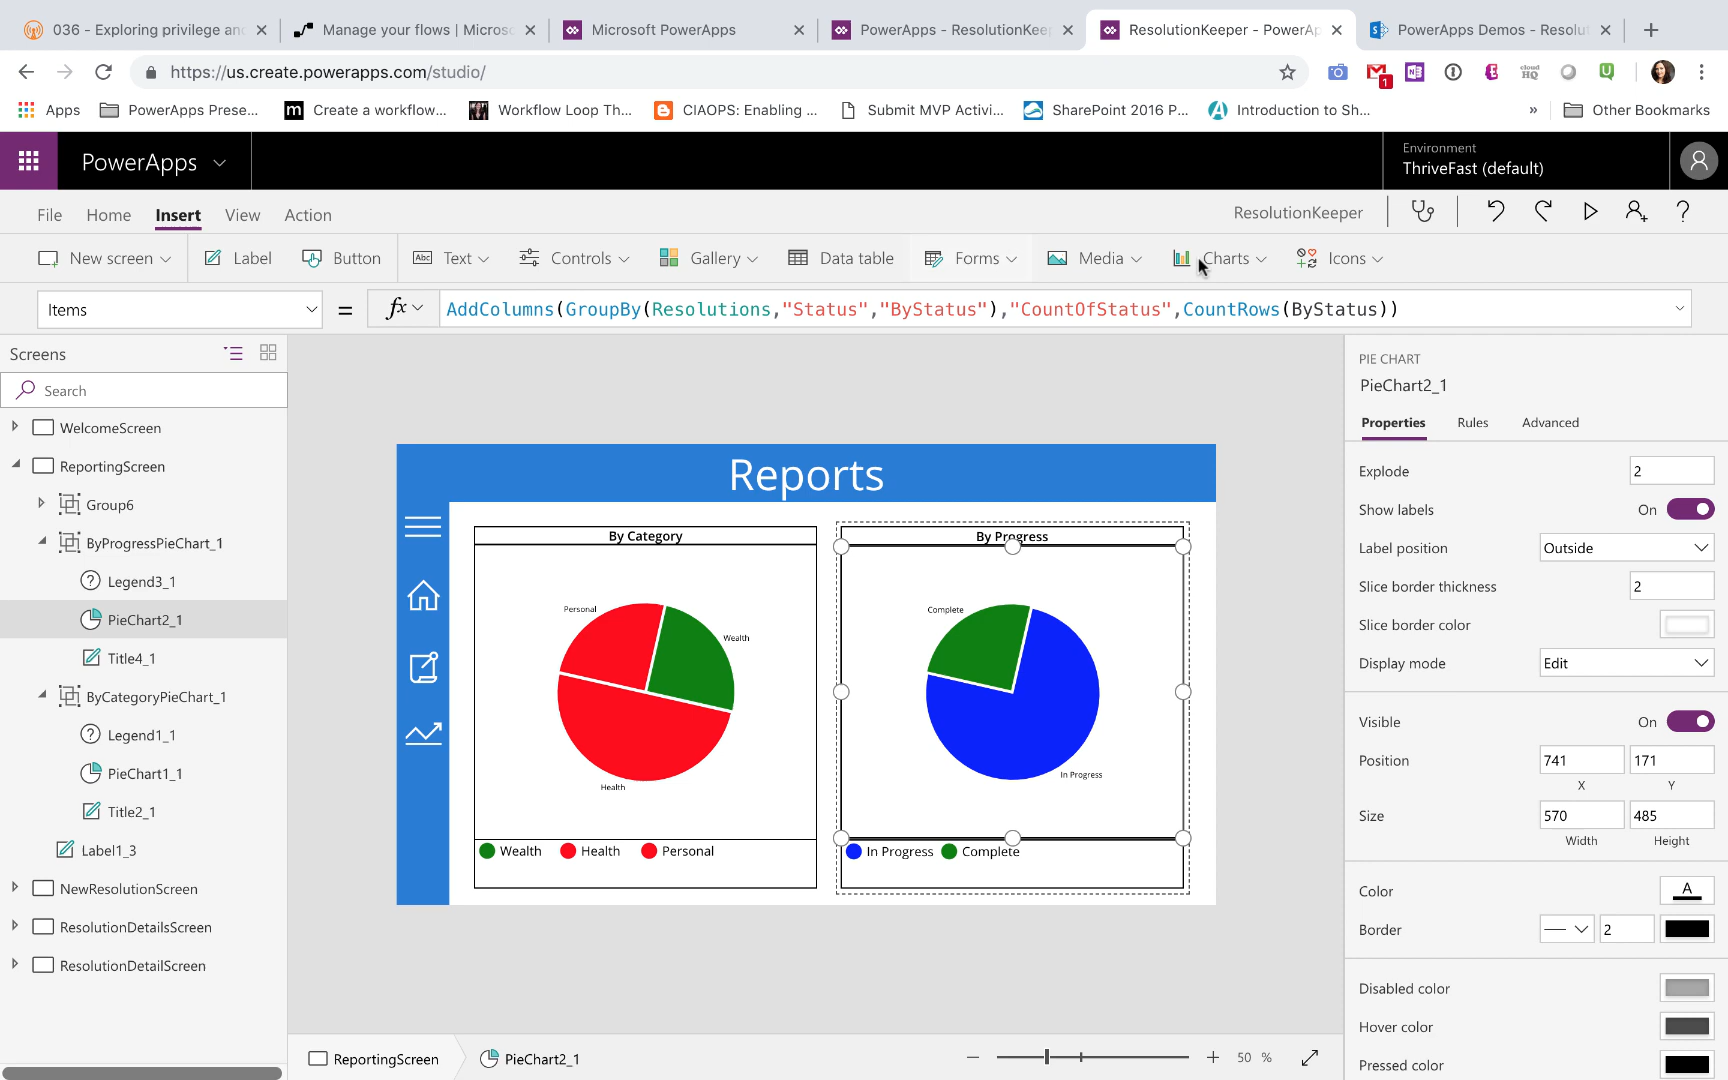 036 - Exploring privilege an
Manage your flows | Micros
Microsoft PowerApps
PowerApps - ResolutionKee
ResolutionKeeper - PowerAp
PowerApps Demos - Resolut
https://us.create.powerapps.com/studio/
1
cloud HQ
Apps
PowerApps Prese...
m
Create a workflow...
Workflow Loop Th...
CIAOPS: Enabling ...
Submit MVP Activi...
SharePoint 2016 P...
Introduction to Sh...
»
Other Bookmarks
PowerApps
Environment
ThriveFast (default)
File
Home
Insert
View
Action
ResolutionKeeper
?
New screen
Label
Button
Abc
Text
Controls
Gallery
Data table
Forms
Media
Charts
Icons
Items
=
fx
AddColumns(GroupBy(Resolutions,"Status","ByStatus"),"CountOfStatus",CountRows(ByStatus))
Screens
Search
WelcomeScreen
ReportingScreen
Group6
ByProgressPieChart_1
Legend3_1
PieChart2_1
Title4_1
ByCategoryPieChart_1
Legend1_1
PieChart1_1
Title2_1
Label1_3
NewResolutionScreen
ResolutionDetailsScreen
ResolutionDetailScreen
Reports
By Category
Personal
Wealth
Health
Wealth
Health
Personal
By Progress
Complete
In Progress
In Progress
Complete
ReportingScreen
PieChart2_1
50 %
PIE CHART
PieChart2_1
Properties
Rules
Advanced
Explode
2
Show labels
On
Label position
Outside
Slice border thickness
2
Slice border color
Display mode
Edit
Visible
On
Position
741
171
X
Y
Size
570
485
Width
Height
Color
A
Border
2
Disabled color
Hover color
Pressed color